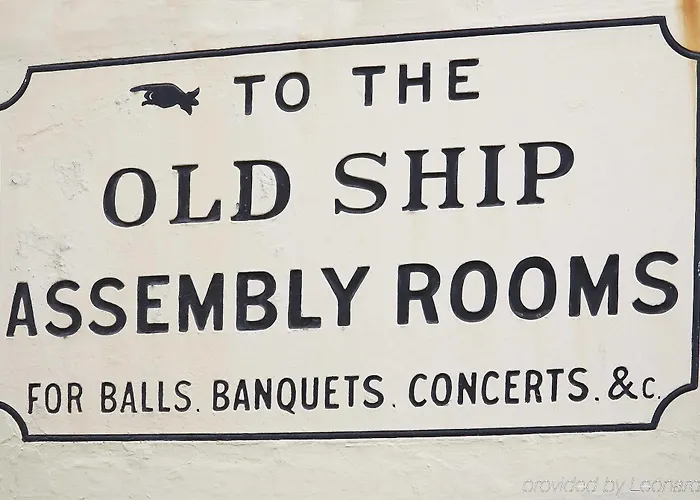 TO THE
OLD SHIP
ASSEMBLY ROOMS
FOR BALLS. BANQUETS. CONCERTS. &c.
provided by Leonardo